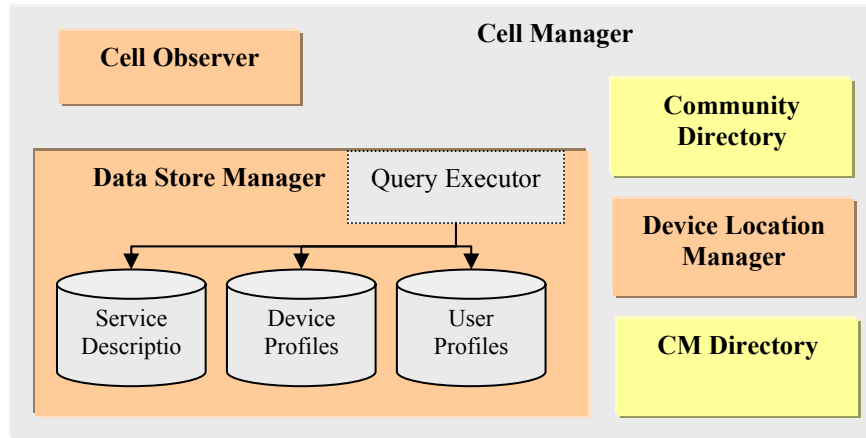 Cell Manager
Cell Observer
Community
Directory
Data Store Manager
Query Executor
Device Location
Manager
Service
Descriptio
Device
Profiles
User
Profiles
CM Directory